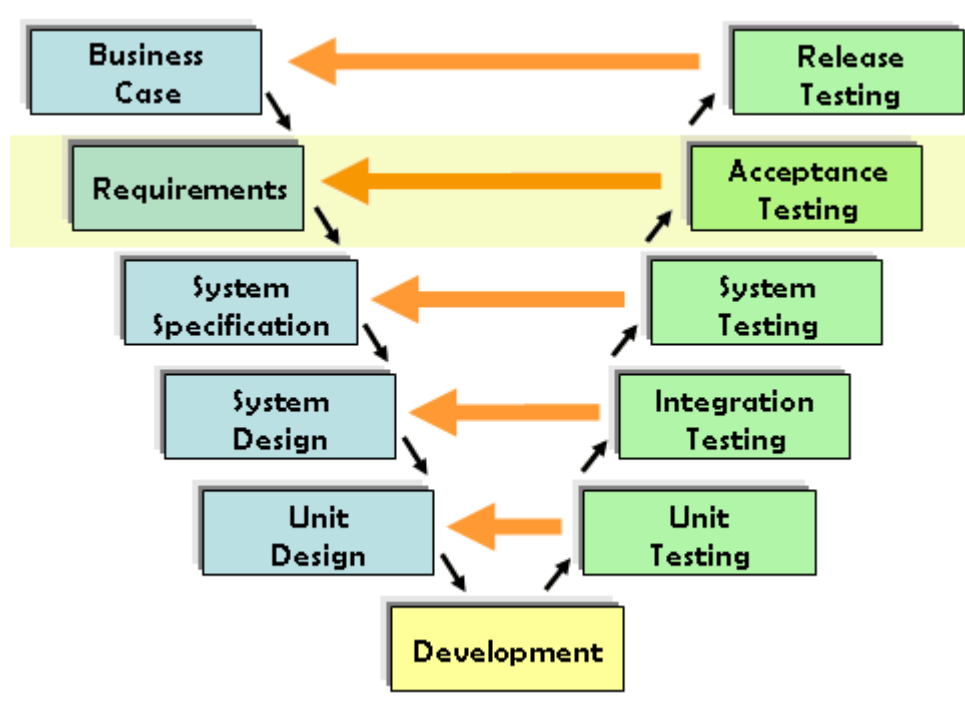 Business
Case
Release
Testing
Requirements
Acceptance
Testing
System
Specification
System
Testing
System
Design
Integration
Testing
Unit
Design
Unit
Testing
Development